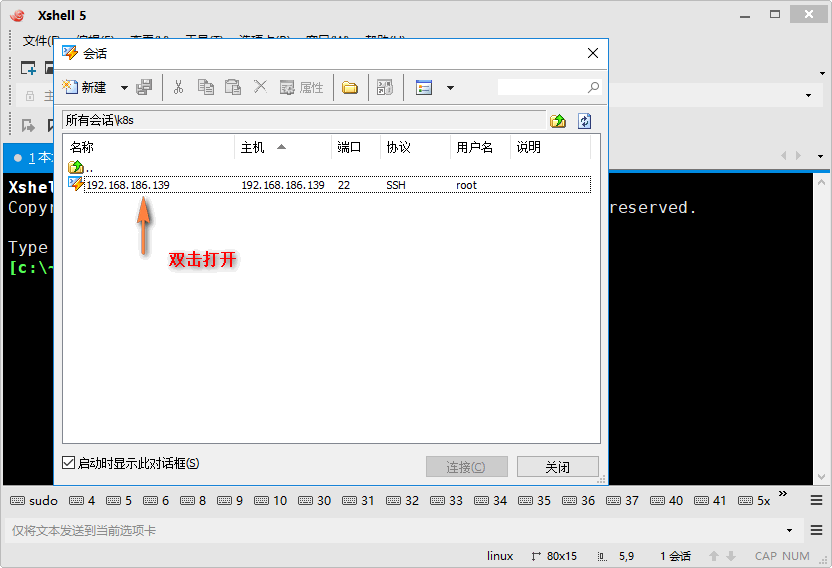 Xshell 5
会话
新建 属性
所有会话\k8s
名称 主机 端口 协议 用户名 说明
..
192.168.186.139 192.168.186.139 22 SSH root
双击打开
启动时显示此对话框(S)
连接(C) 关闭
1 本
Xshel
Copyr reserved.
Type
[c:\~
sudo 4 5 6 8 9 10 30 31 32 33 34 35 36 37 40 41 5x »
仅将文本发送到当前选项卡
linux 80x15 5,9 1 会话 CAP NUM